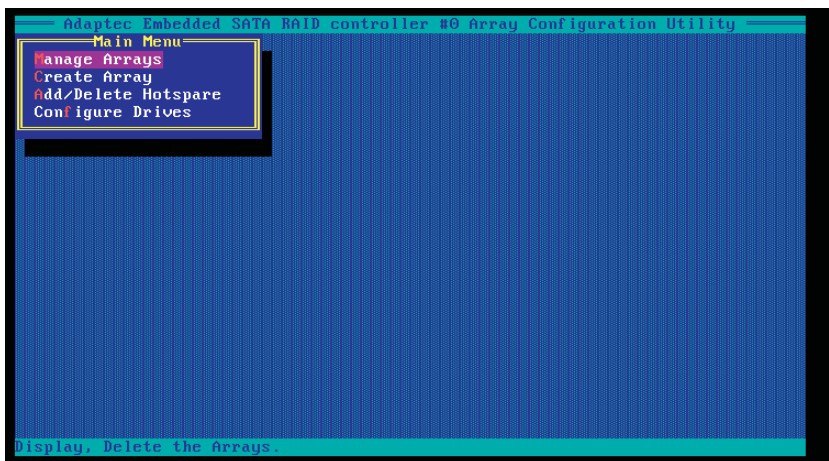 Adaptec Embedded SATA RAID controller #0 Array Configuration Utility
Main Menu
Manage Arrays
Create Array
Add/Delete Hotspare
Configure Drives
Display, Delete the Arrays.